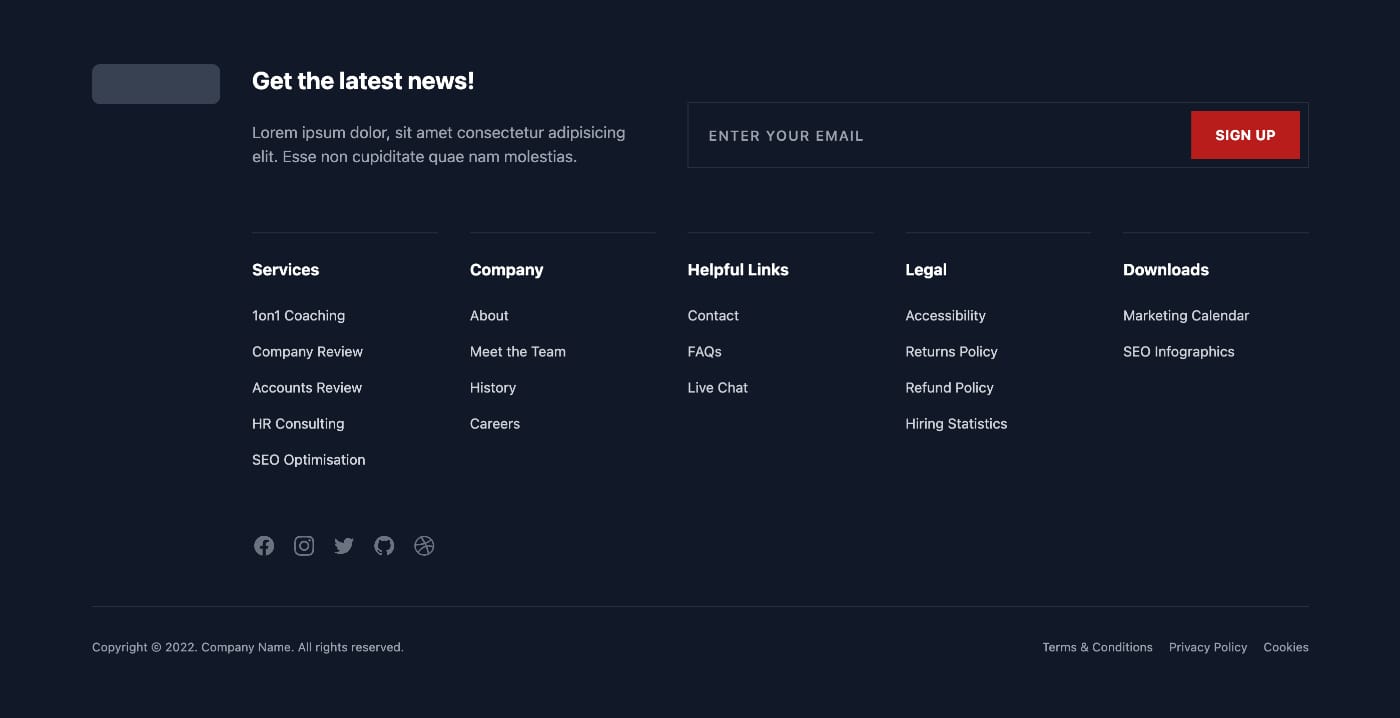 Get the latest news!
Lorem ipsum dolor, sit amet consectetur adipisicing
elit. Esse non cupiditate quae nam molestias.
ENTER YOUR EMAIL
SIGN UP
Services
1on1 Coaching
Company Review
Accounts Review
HR Consulting
SEO Optimisation
Company
About
Meet the Team
History
Careers
Helpful Links
Contact
FAQs
Live Chat
Legal
Accessibility
Returns Policy
Refund Policy
Hiring Statistics
Downloads
Marketing Calendar
SEO Infographics
Copyright © 2022. Company Name. All rights reserved.
Terms & Conditions
Privacy Policy
Cookies